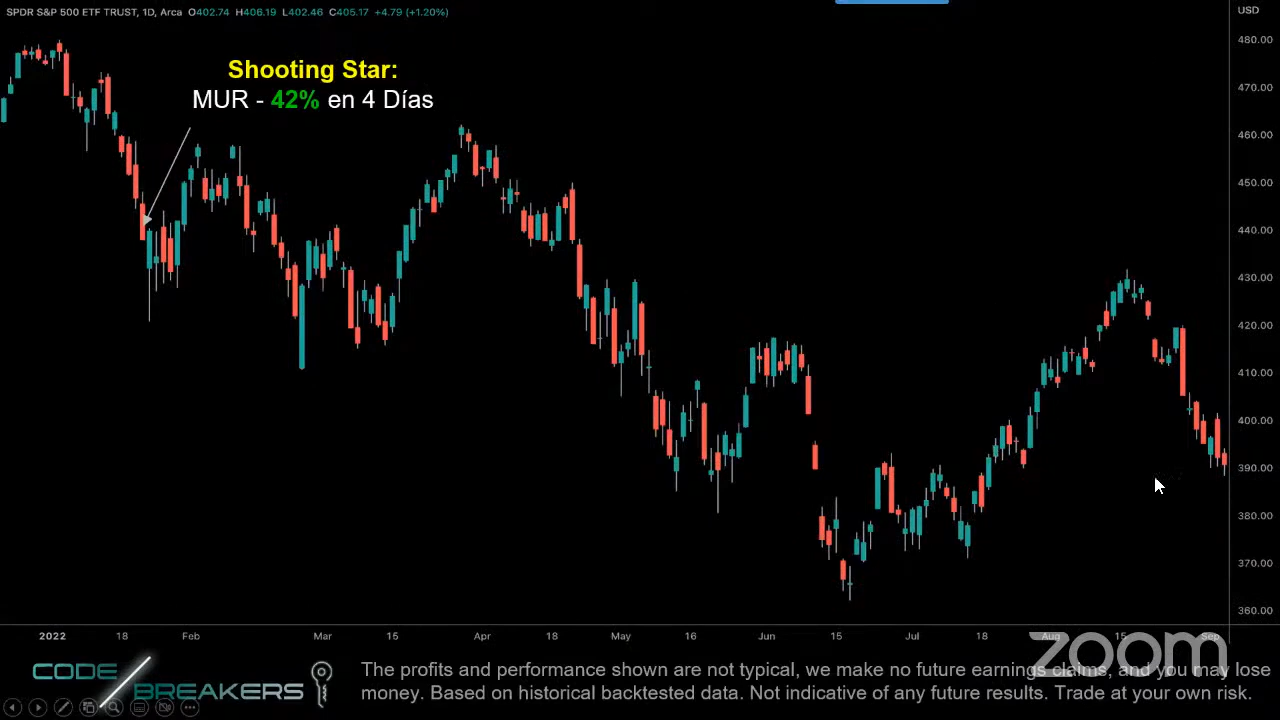 SPDR S&P 500 ETF TRUST, 1D, Arca O402.74 H406.19 L402.46 C405.17 +4.79 (+1.20%)
USD
Shooting Star:
MUR - 42% en 4 Días
480.00
470.00
460.00
450.00
440.00
430.00
420.00
410.00
400.00
390.00
380.00
370.00
360.00
2022 18 Feb Mar 15 Apr 18 May 16 Jun 15 Jul 18 Aug 15 Sep
zoom
CODE BREAKERS
The profits and performance shown are not typical, we make no future earnings claims, and you may lose
money. Based on historical backtested data. Not indicative of any future results. Trade at your own risk.